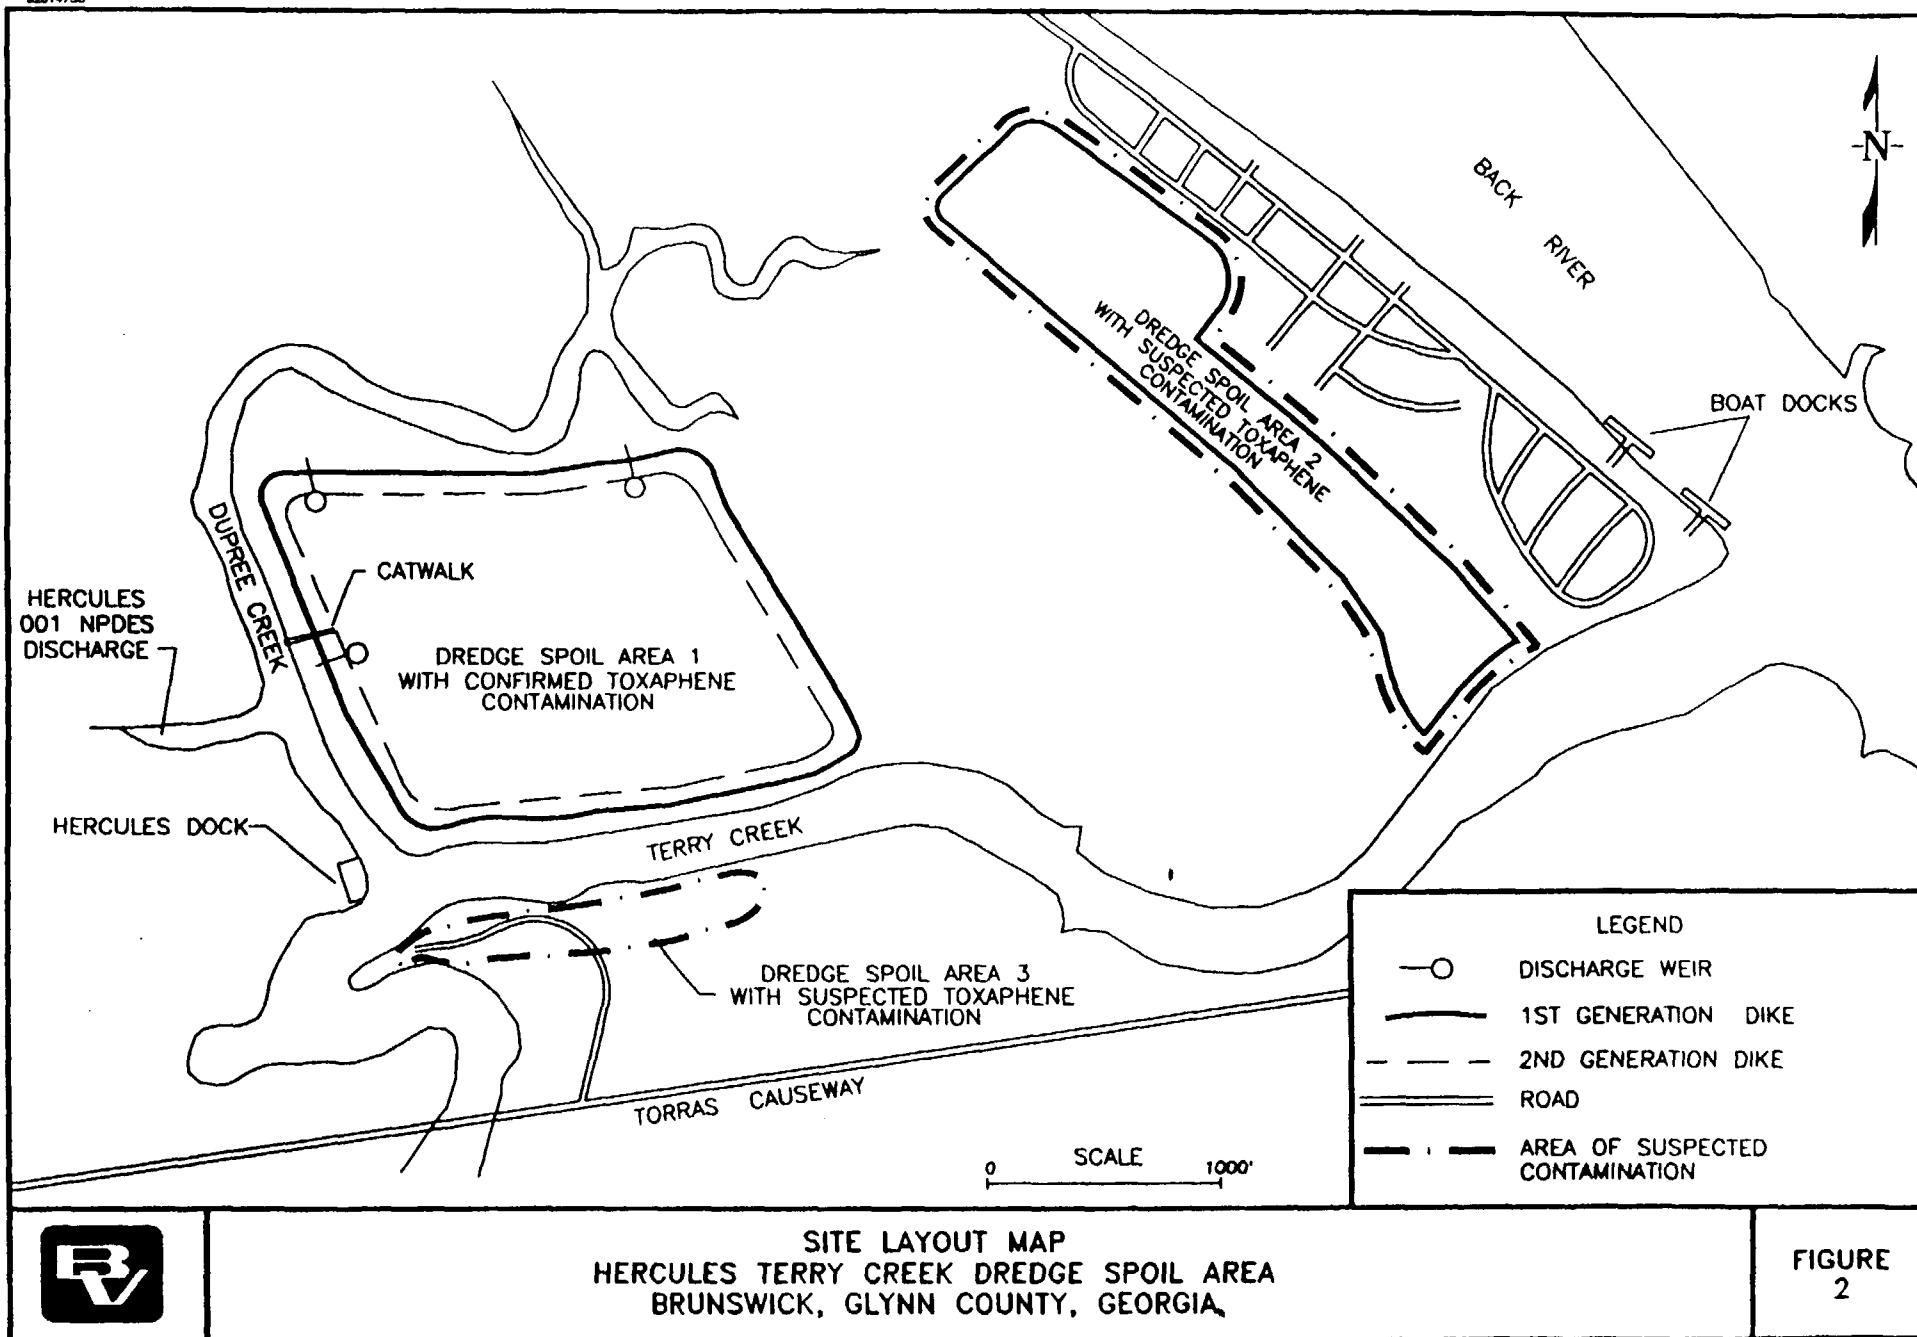 -N-
BACK
RIVER
BOAT DOCKS
DREDGE SPOIL AREA 2
WITH SUSPECTED TOXAPHENE
CONTAMINATION
DUPREE CREEK
CATWALK
HERCULES
001 NPDES
DISCHARGE
DREDGE SPOIL AREA 1
WITH CONFIRMED TOXAPHENE
CONTAMINATION
HERCULES DOCK
TERRY CREEK
DREDGE SPOIL AREA 3
WITH SUSPECTED TOXAPHENE
CONTAMINATION
TORRAS CAUSEWAY
0 SCALE 1000'
LEGEND
DISCHARGE WEIR
1ST GENERATION DIKE
2ND GENERATION DIKE
ROAD
AREA OF SUSPECTED
CONTAMINATION
BV
SITE LAYOUT MAP
HERCULES TERRY CREEK DREDGE SPOIL AREA
BRUNSWICK, GLYNN COUNTY, GEORGIA
FIGURE
2